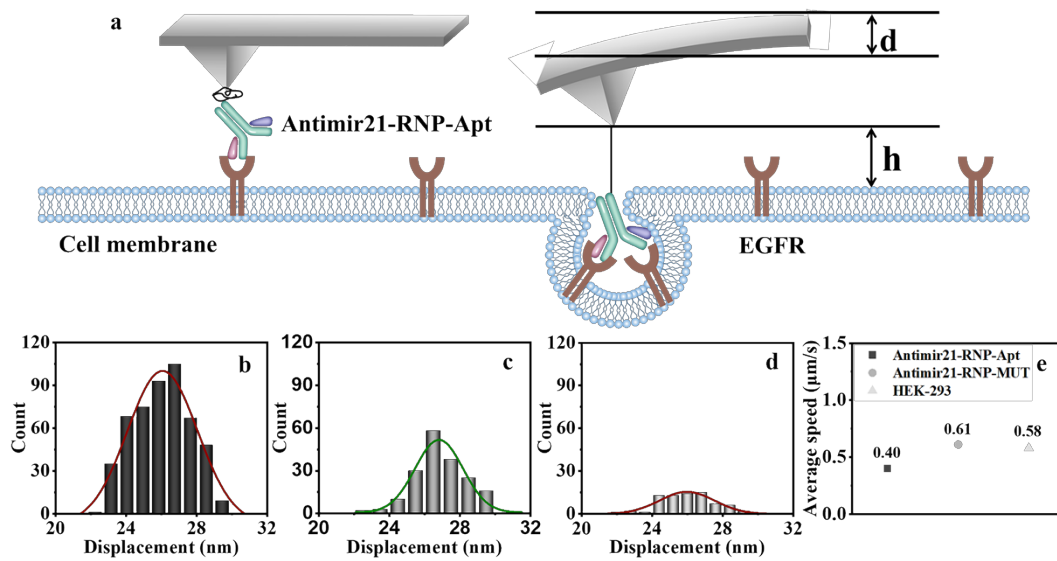 a
d
Antimir21-RNP-Apt
h
Cell membrane
EGFR
b
Count
120
90
60
30
0
20 24 28 32
Displacement (nm)
c
Count
120
90
60
30
0
20 24 28 32
Displacement (nm)
d
Count
120
90
60
30
0
20 24 28 32
Displacement (nm)
e
Average speed (μm/s)
1.5
1.0
0.5
0.0
Antimir21-RNP-Apt
Antimir21-RNP-MUT
HEK-293
0.40
0.61
0.58